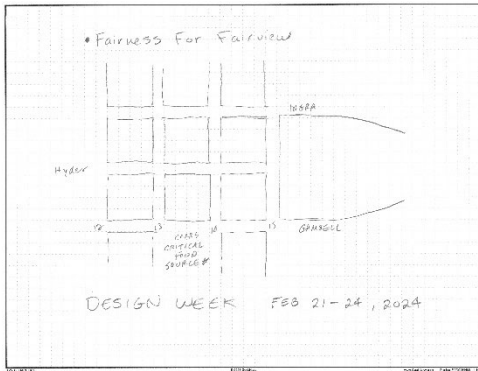 • Fairness For Fairview
INGRA
Hyder
12
13
14
15
GAMBELL
CARRS
CRITICAL
FOOD
SOURCE#
DESIGN WEEK FEB 21-24, 2024